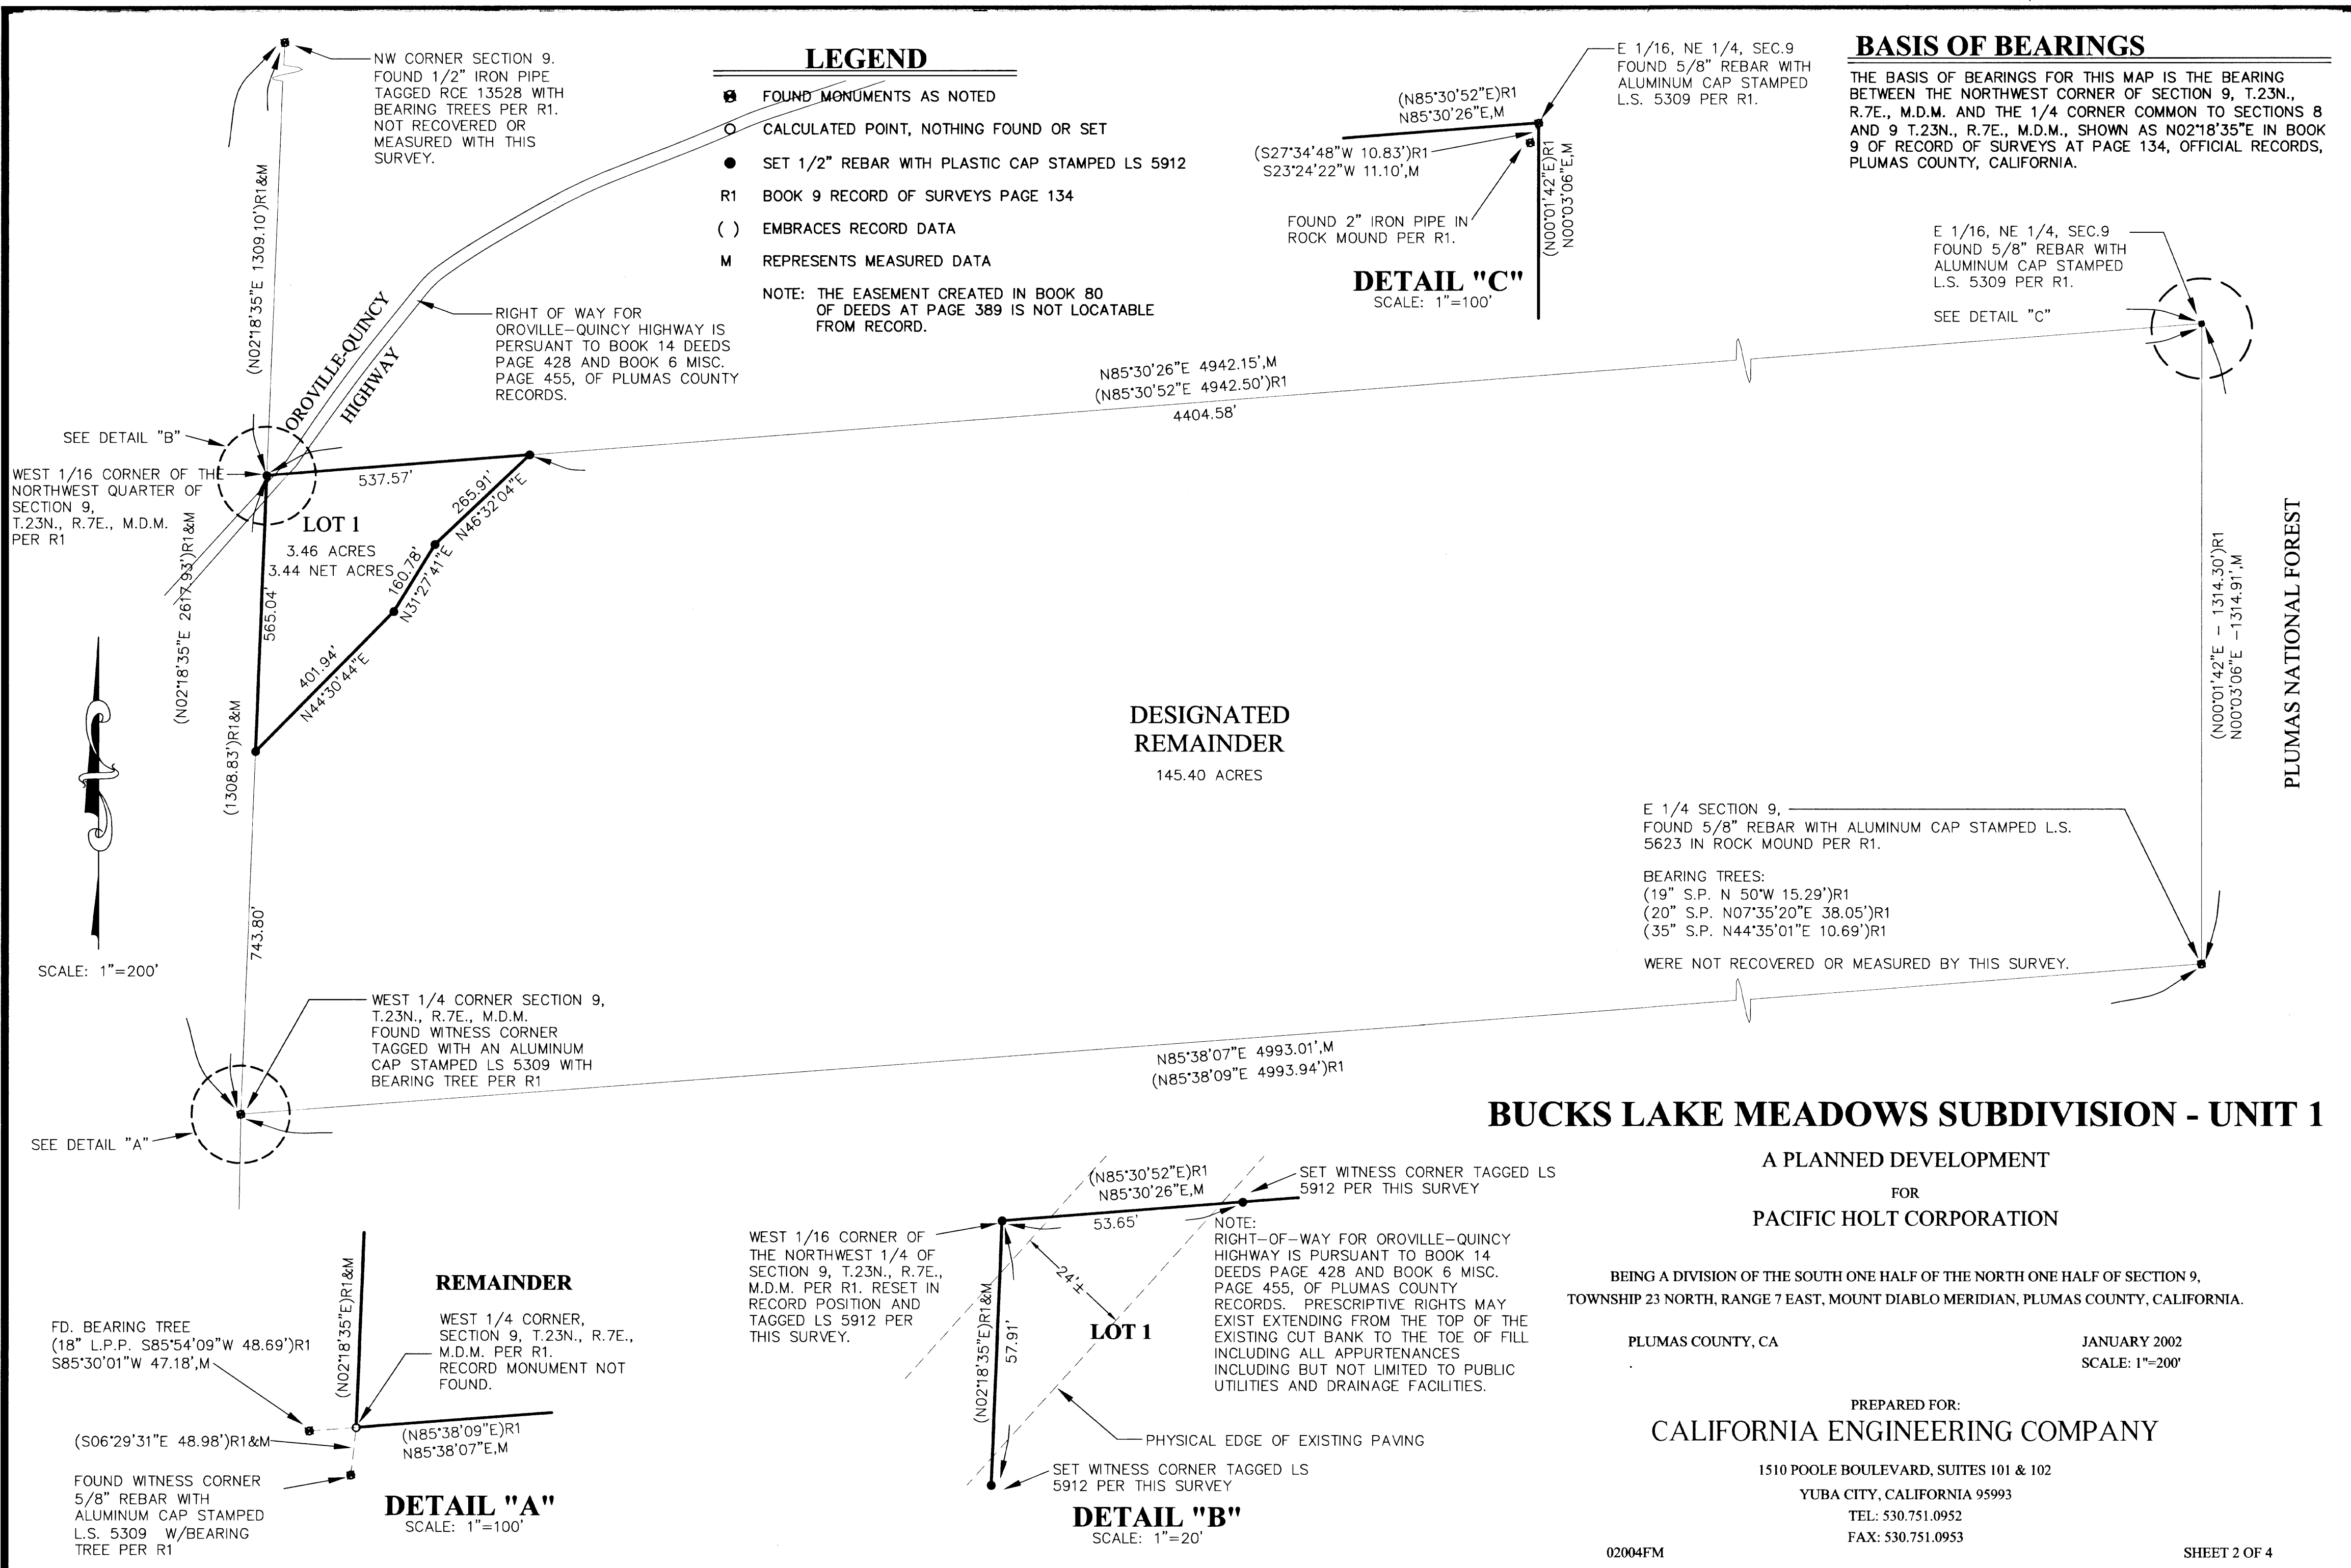 NW CORNER SECTION 9.
FOUND 1/2" IRON PIPE
TAGGED RCE 13528 WITH
BEARING TREES PER R1.
NOT RECOVERED OR
MEASURED WITH THIS
SURVEY.
(N02°18'35"E 1309.10')R1&M
LEGEND
FOUND MONUMENTS AS NOTED
CALCULATED POINT, NOTHING FOUND OR SET
SET 1/2" REBAR WITH PLASTIC CAP STAMPED LS 5912
R1 BOOK 9 RECORD OF SURVEYS PAGE 134
( ) EMBRACES RECORD DATA
M REPRESENTS MEASURED DATA
NOTE: THE EASEMENT CREATED IN BOOK 80
OF DEEDS AT PAGE 389 IS NOT LOCATABLE
FROM RECORD.
E 1/16, NE 1/4, SEC.9
FOUND 5/8" REBAR WITH
ALUMINUM CAP STAMPED
L.S. 5309 PER R1.
(N85°30'52"E)R1
N85°30'26"E,M
(S27°34'48"W 10.83')R1
S23°24'22"W 11.10',M
FOUND 2" IRON PIPE IN
ROCK MOUND PER R1.
(N00°01'42"E)R1
N00°03'06"E,M
DETAIL "C"
SCALE: 1"=100'
BASIS OF BEARINGS
THE BASIS OF BEARINGS FOR THIS MAP IS THE BEARING
BETWEEN THE NORTHWEST CORNER OF SECTION 9, T.23N.,
R.7E., M.D.M. AND THE 1/4 CORNER COMMON TO SECTIONS 8
AND 9 T.23N., R.7E., M.D.M., SHOWN AS N02°18'35"E IN BOOK
9 OF RECORD OF SURVEYS AT PAGE 134, OFFICIAL RECORDS,
PLUMAS COUNTY, CALIFORNIA.
E 1/16, NE 1/4, SEC.9
FOUND 5/8" REBAR WITH
ALUMINUM CAP STAMPED
L.S. 5309 PER R1.
SEE DETAIL "C"
RIGHT OF WAY FOR
OROVILLE-QUINCY HIGHWAY IS
PERSUANT TO BOOK 14 DEEDS
PAGE 428 AND BOOK 6 MISC.
PAGE 455, OF PLUMAS COUNTY
RECORDS.
OROVILLE-QUINCY
HIGHWAY
N85°30'26"E 4942.15',M
(N85°30'52"E 4942.50')R1
4404.58'
SEE DETAIL "B"
WEST 1/16 CORNER OF THE
NORTHWEST QUARTER OF
SECTION 9,
T.23N., R.7E., M.D.M.
PER R1
537.57'
265.91'
N46°32'04"E
LOT 1
3.46 ACRES
3.44 NET ACRES
160.78'
N31°27'41"E
565.04'
401.94'
N44°30'44"E
(N02°18'35"E 2617.93')R1&M
(1308.83')R1&M
743.80'
SCALE: 1"=200'
DESIGNATED
REMAINDER
145.40 ACRES
(N00°01'42"E - 1314.30')R1
N00°03'06"E -1314.91',M
PLUMAS NATIONAL FOREST
E 1/4 SECTION 9,
FOUND 5/8" REBAR WITH ALUMINUM CAP STAMPED L.S.
5623 IN ROCK MOUND PER R1.
BEARING TREES:
(19" S.P. N 50°W 15.29')R1
(20" S.P. N07°35'20"E 38.05')R1
(35" S.P. N44°35'01"E 10.69')R1
WERE NOT RECOVERED OR MEASURED BY THIS SURVEY.
WEST 1/4 CORNER SECTION 9,
T.23N., R.7E., M.D.M.
FOUND WITNESS CORNER
TAGGED WITH AN ALUMINUM
CAP STAMPED LS 5309 WITH
BEARING TREE PER R1
SEE DETAIL "A"
N85°38'07"E 4993.01',M
(N85°38'09"E 4993.94')R1
FD. BEARING TREE
(18" L.P.P. S85°54'09"W 48.69')R1
S85°30'01"W 47.18',M
(S06°29'31"E 48.98')R1&M
FOUND WITNESS CORNER
5/8" REBAR WITH
ALUMINUM CAP STAMPED
L.S. 5309 W/BEARING
TREE PER R1
(N02°18'35"E)R1&M
REMAINDER
WEST 1/4 CORNER,
SECTION 9, T.23N., R.7E.,
M.D.M. PER R1.
RECORD MONUMENT NOT
FOUND.
(N85°38'09"E)R1
N85°38'07"E,M
DETAIL "A"
SCALE: 1"=100'
WEST 1/16 CORNER OF
THE NORTHWEST 1/4 OF
SECTION 9, T.23N., R.7E.,
M.D.M. PER R1. RESET IN
RECORD POSITION AND
TAGGED LS 5912 PER
THIS SURVEY.
(N85°30'52"E)R1
N85°30'26"E,M
53.65'
SET WITNESS CORNER TAGGED LS
5912 PER THIS SURVEY
NOTE:
RIGHT-OF-WAY FOR OROVILLE-QUINCY
HIGHWAY IS PURSUANT TO BOOK 14
DEEDS PAGE 428 AND BOOK 6 MISC.
PAGE 455, OF PLUMAS COUNTY
RECORDS. PRESCRIPTIVE RIGHTS MAY
EXIST EXTENDING FROM THE TOP OF THE
EXISTING CUT BANK TO THE TOE OF FILL
INCLUDING ALL APPURTENANCES
INCLUDING BUT NOT LIMITED TO PUBLIC
UTILITIES AND DRAINAGE FACILITIES.
24'±
LOT 1
(N02°18'35"E)R1&M
57.91'
PHYSICAL EDGE OF EXISTING PAVING
SET WITNESS CORNER TAGGED LS
5912 PER THIS SURVEY
DETAIL "B"
SCALE: 1"=20'
BUCKS LAKE MEADOWS SUBDIVISION - UNIT 1
A PLANNED DEVELOPMENT
FOR
PACIFIC HOLT CORPORATION
BEING A DIVISION OF THE SOUTH ONE HALF OF THE NORTH ONE HALF OF SECTION 9,
TOWNSHIP 23 NORTH, RANGE 7 EAST, MOUNT DIABLO MERIDIAN, PLUMAS COUNTY, CALIFORNIA.
PLUMAS COUNTY, CA
JANUARY 2002
SCALE: 1"=200'
PREPARED FOR:
CALIFORNIA ENGINEERING COMPANY
1510 POOLE BOULEVARD, SUITES 101 & 102
YUBA CITY, CALIFORNIA 95993
TEL: 530.751.0952
FAX: 530.751.0953
02004FM
SHEET 2 OF 4